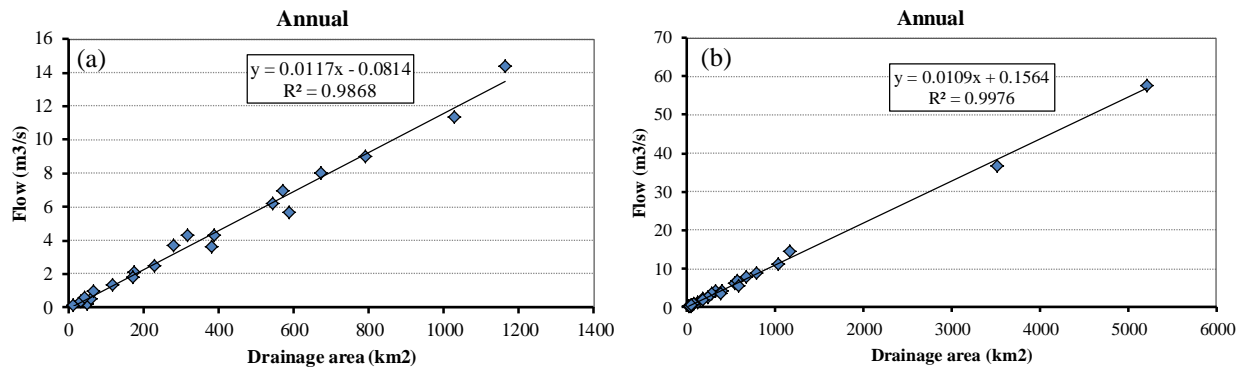 Annual
(a)
y = 0.0117x - 0.0814
R² = 0.9868
Flow (m3/s)
16
14
12
10
8
6
4
2
0
0 200 400 600 800 1000 1200 1400
Drainage area (km2)
Annual
(b)
y = 0.0109x + 0.1564
R² = 0.9976
Flow (m3/s)
70
60
50
40
30
20
10
0
0 1000 2000 3000 4000 5000 6000
Drainage area (km2)